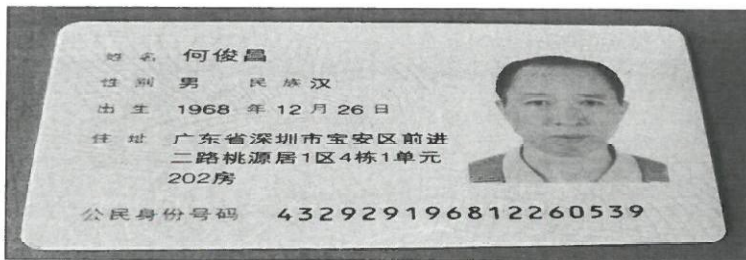 姓名 何俊昌
性别 男 民族 汉
出生 1968 年 12 月 26 日
住址 广东省深圳市宝安区前进
二路桃源居1区4栋1单元
202房
公民身份号码 432929196812260539